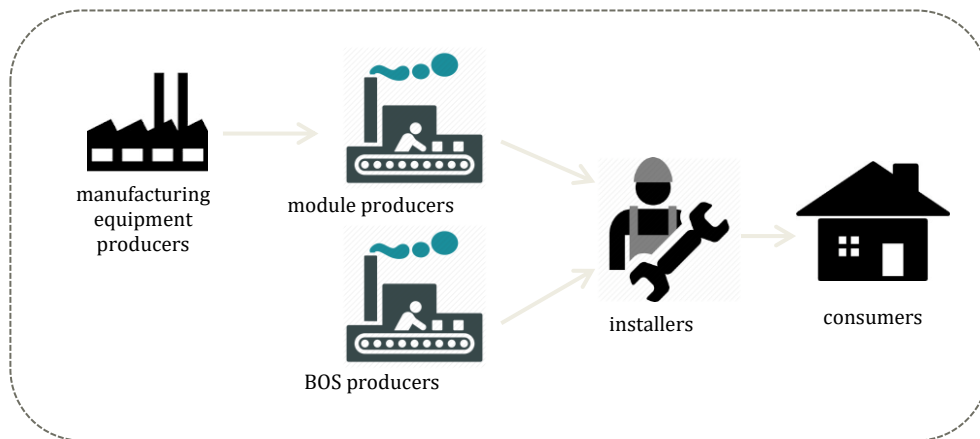 manufacturing
equipment
producers
module producers
BOS producers
installers
consumers